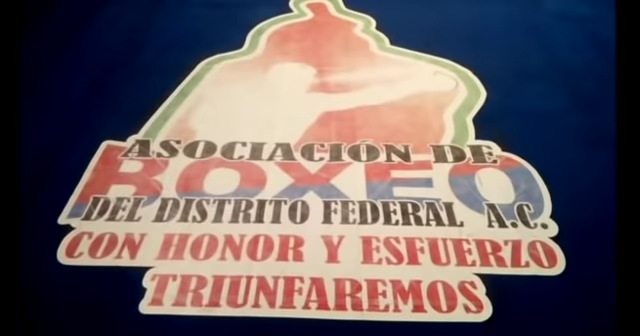 ASOCIACIÓN DE
BOXEO
DEL DISTRITO FEDERAL A.C.
CON HONOR Y ESFUERZO
TRIUNFAREMOS